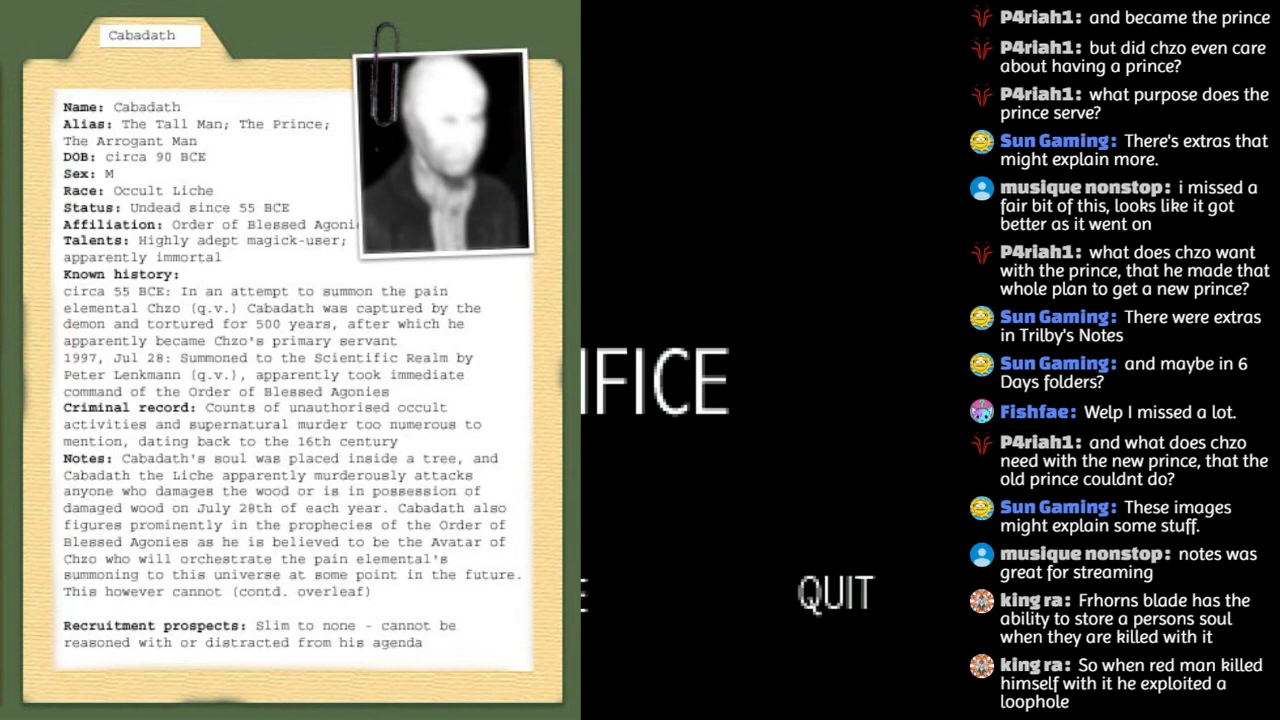 Cabadath
Name: Cabadath
Alias: The Tall Man; The Prince;
The Arrogant Man
DOB: circa 90 BCE
Sex: M
Race: Occult Liche
Status: Undead since 55 BCE
Affiliation: Order of Blessed Agonie
Talents: Highly adept magick-user;
apparently immortal
Known history:
circa 55 BCE: In an attempt to summon the pain
elemental Chzo (q.v.) Cabadath was captured by the
demon and tortured for 500 years, after which he
apparently became Chzo's primary servant
1997, Jul 28: Summoned to the Scientific Realm by
Peter Lenkmann (q.v.), apparently took immediate
command of the Order of Blessed Agonies
Criminal record: Counts of unauthorised occult
activities and supernatural murder too numerous to
mention, dating back to the 16th century
Notes: Cabadath's soul was placed inside a tree, and
Cabadath the Liche apparently murderously attacks
anyone who damages the wood or is in possession of
damaged wood on July 28th of each year. Cabadath also
figures prominently in the prophecies of the Order of
Blessed Agonies as he is believed to be the Avatar of
Chzo who will orchestrate the pain elemental's
summoning to this universe at some point in the future.
This however cannot (contd. overleaf)
Recruitment prospects: Slim to none - cannot be
reasoned with or distracted from his agenda
IFICE
E
QUIT
P4riah1: and became the prince
P4riah1: but did chzo even care
about having a prince?
P4riah1: what purpose does the
prince serve?
Sun Gaming: There's extras that
might explain more.
musique nonstop: i missed a
fair bit of this, looks like it got
better as it went on
P4riah1: what does chzo want
with the prince, that he made that
whole plan to get a new prince?
Sun Gaming: There were extras
in Trilby's Notes
Sun Gaming: and maybe in 6
Days folders?
Fishfae: Welp I missed a lot.
P4riah1: and what does chzo
need with the new prince, that the
old prince couldnt do?
Sun Gaming: These images
might explain some stuff.
musique nonstop: notes was
great for streaming
king ra: Frhorns blade has the
ability to store a persons soul
when they are killed with it
king ra: So when red man killed
himself with it he exploited a
loophole